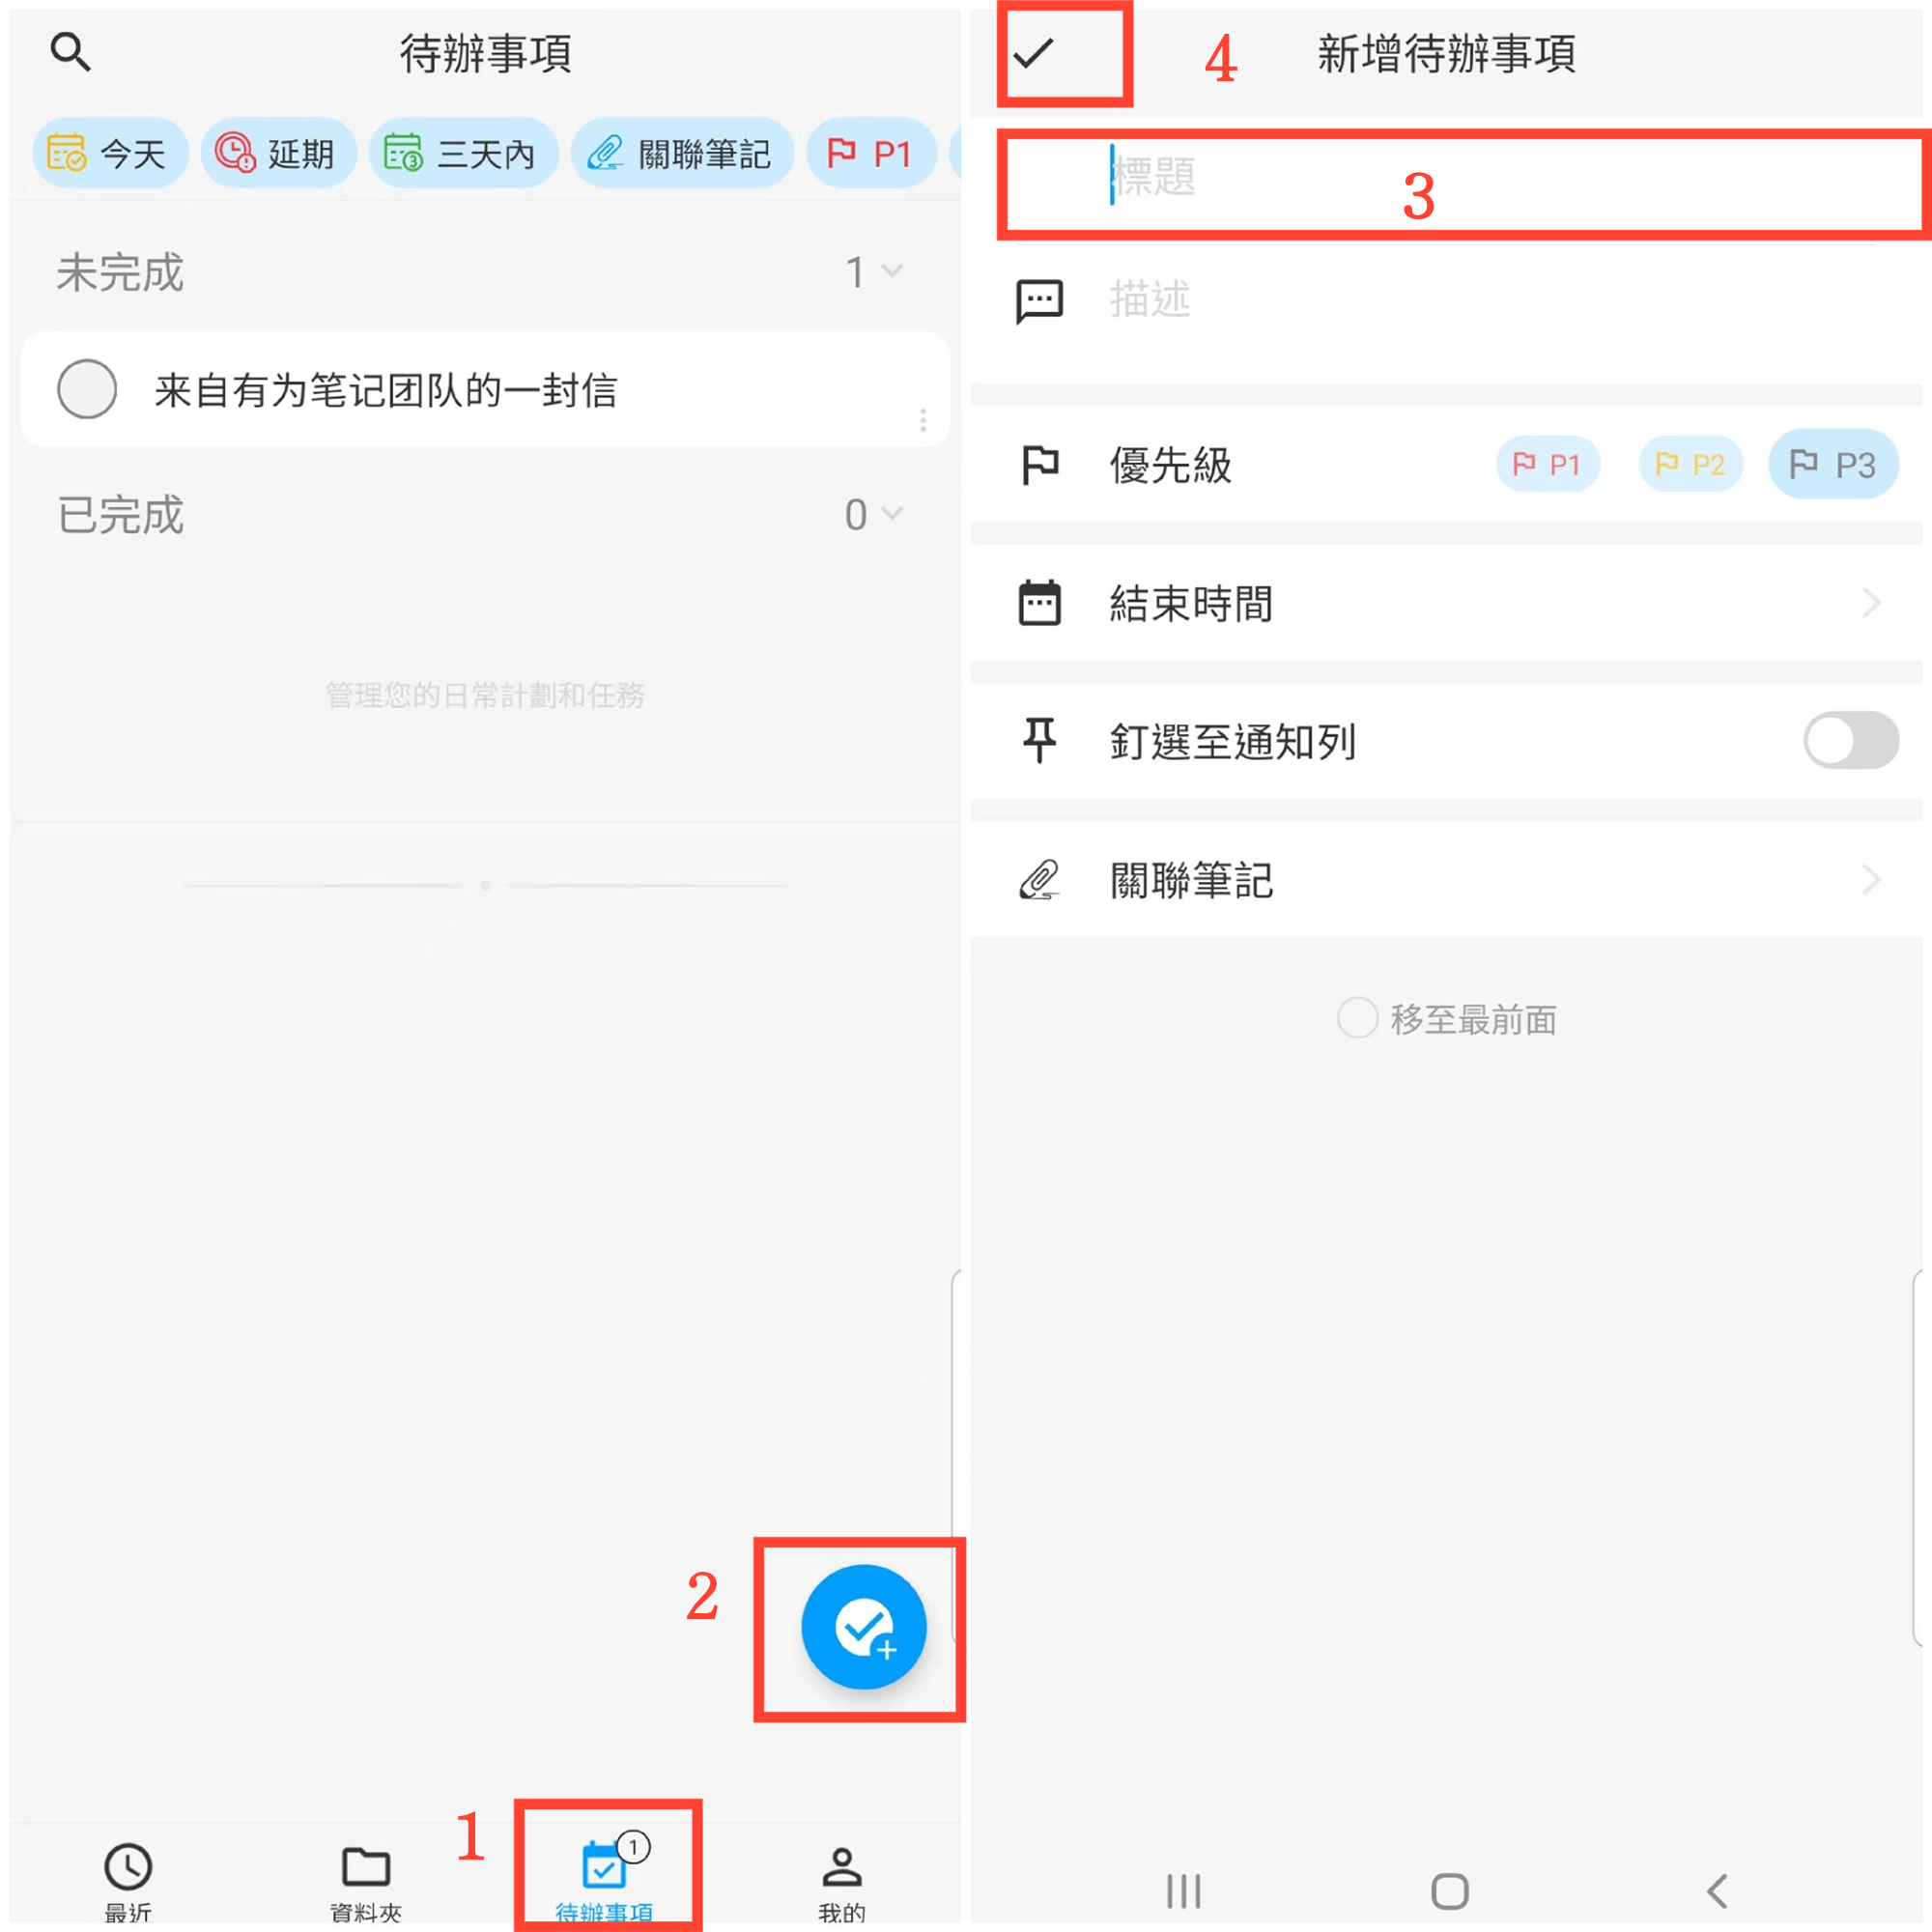 待辦事項
今天 延期 三天內 關聯筆記 P1
未完成 1
来自有为笔记团队的一封信
已完成 0
管理您的日常計劃和任務
2
1
最近 資料夾 待辦事項 1 我的
4 新增待辦事項
標題 3
描述
優先級 P1 P2 P3
結束時間
釘選至通知列
關聯筆記
移至最前面